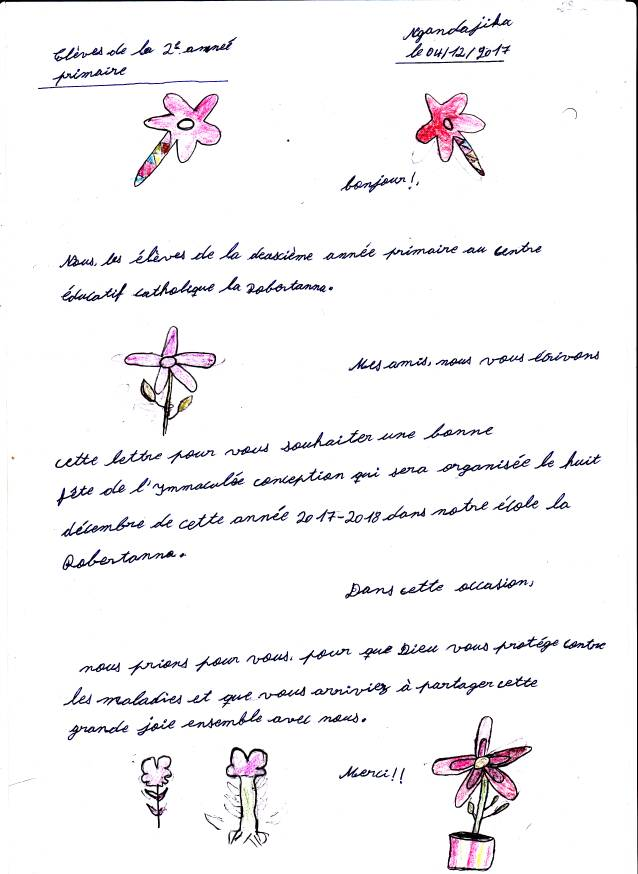 Elèves de la 2e année
primaire
Ngandajika
le 04/12/2017
bonjour!,
Nous, les élèves de la deuxième année primaire au centre
éducatif catholique la Robertanna.
Mes amis, nous vous écrivons
cette lettre pour vous souhaiter une bonne
fête de l'ymmaculée conception qui sera organisée le huit
décembre de cette année 2017-2018 dans notre école la
Robertanna.
Dans cette occasion,
nous prions pour vous, pour que Dieu vous protége contre
les maladies et que vous arriviez à partager cette
grande joie ensemble avec nous.
Merci!!